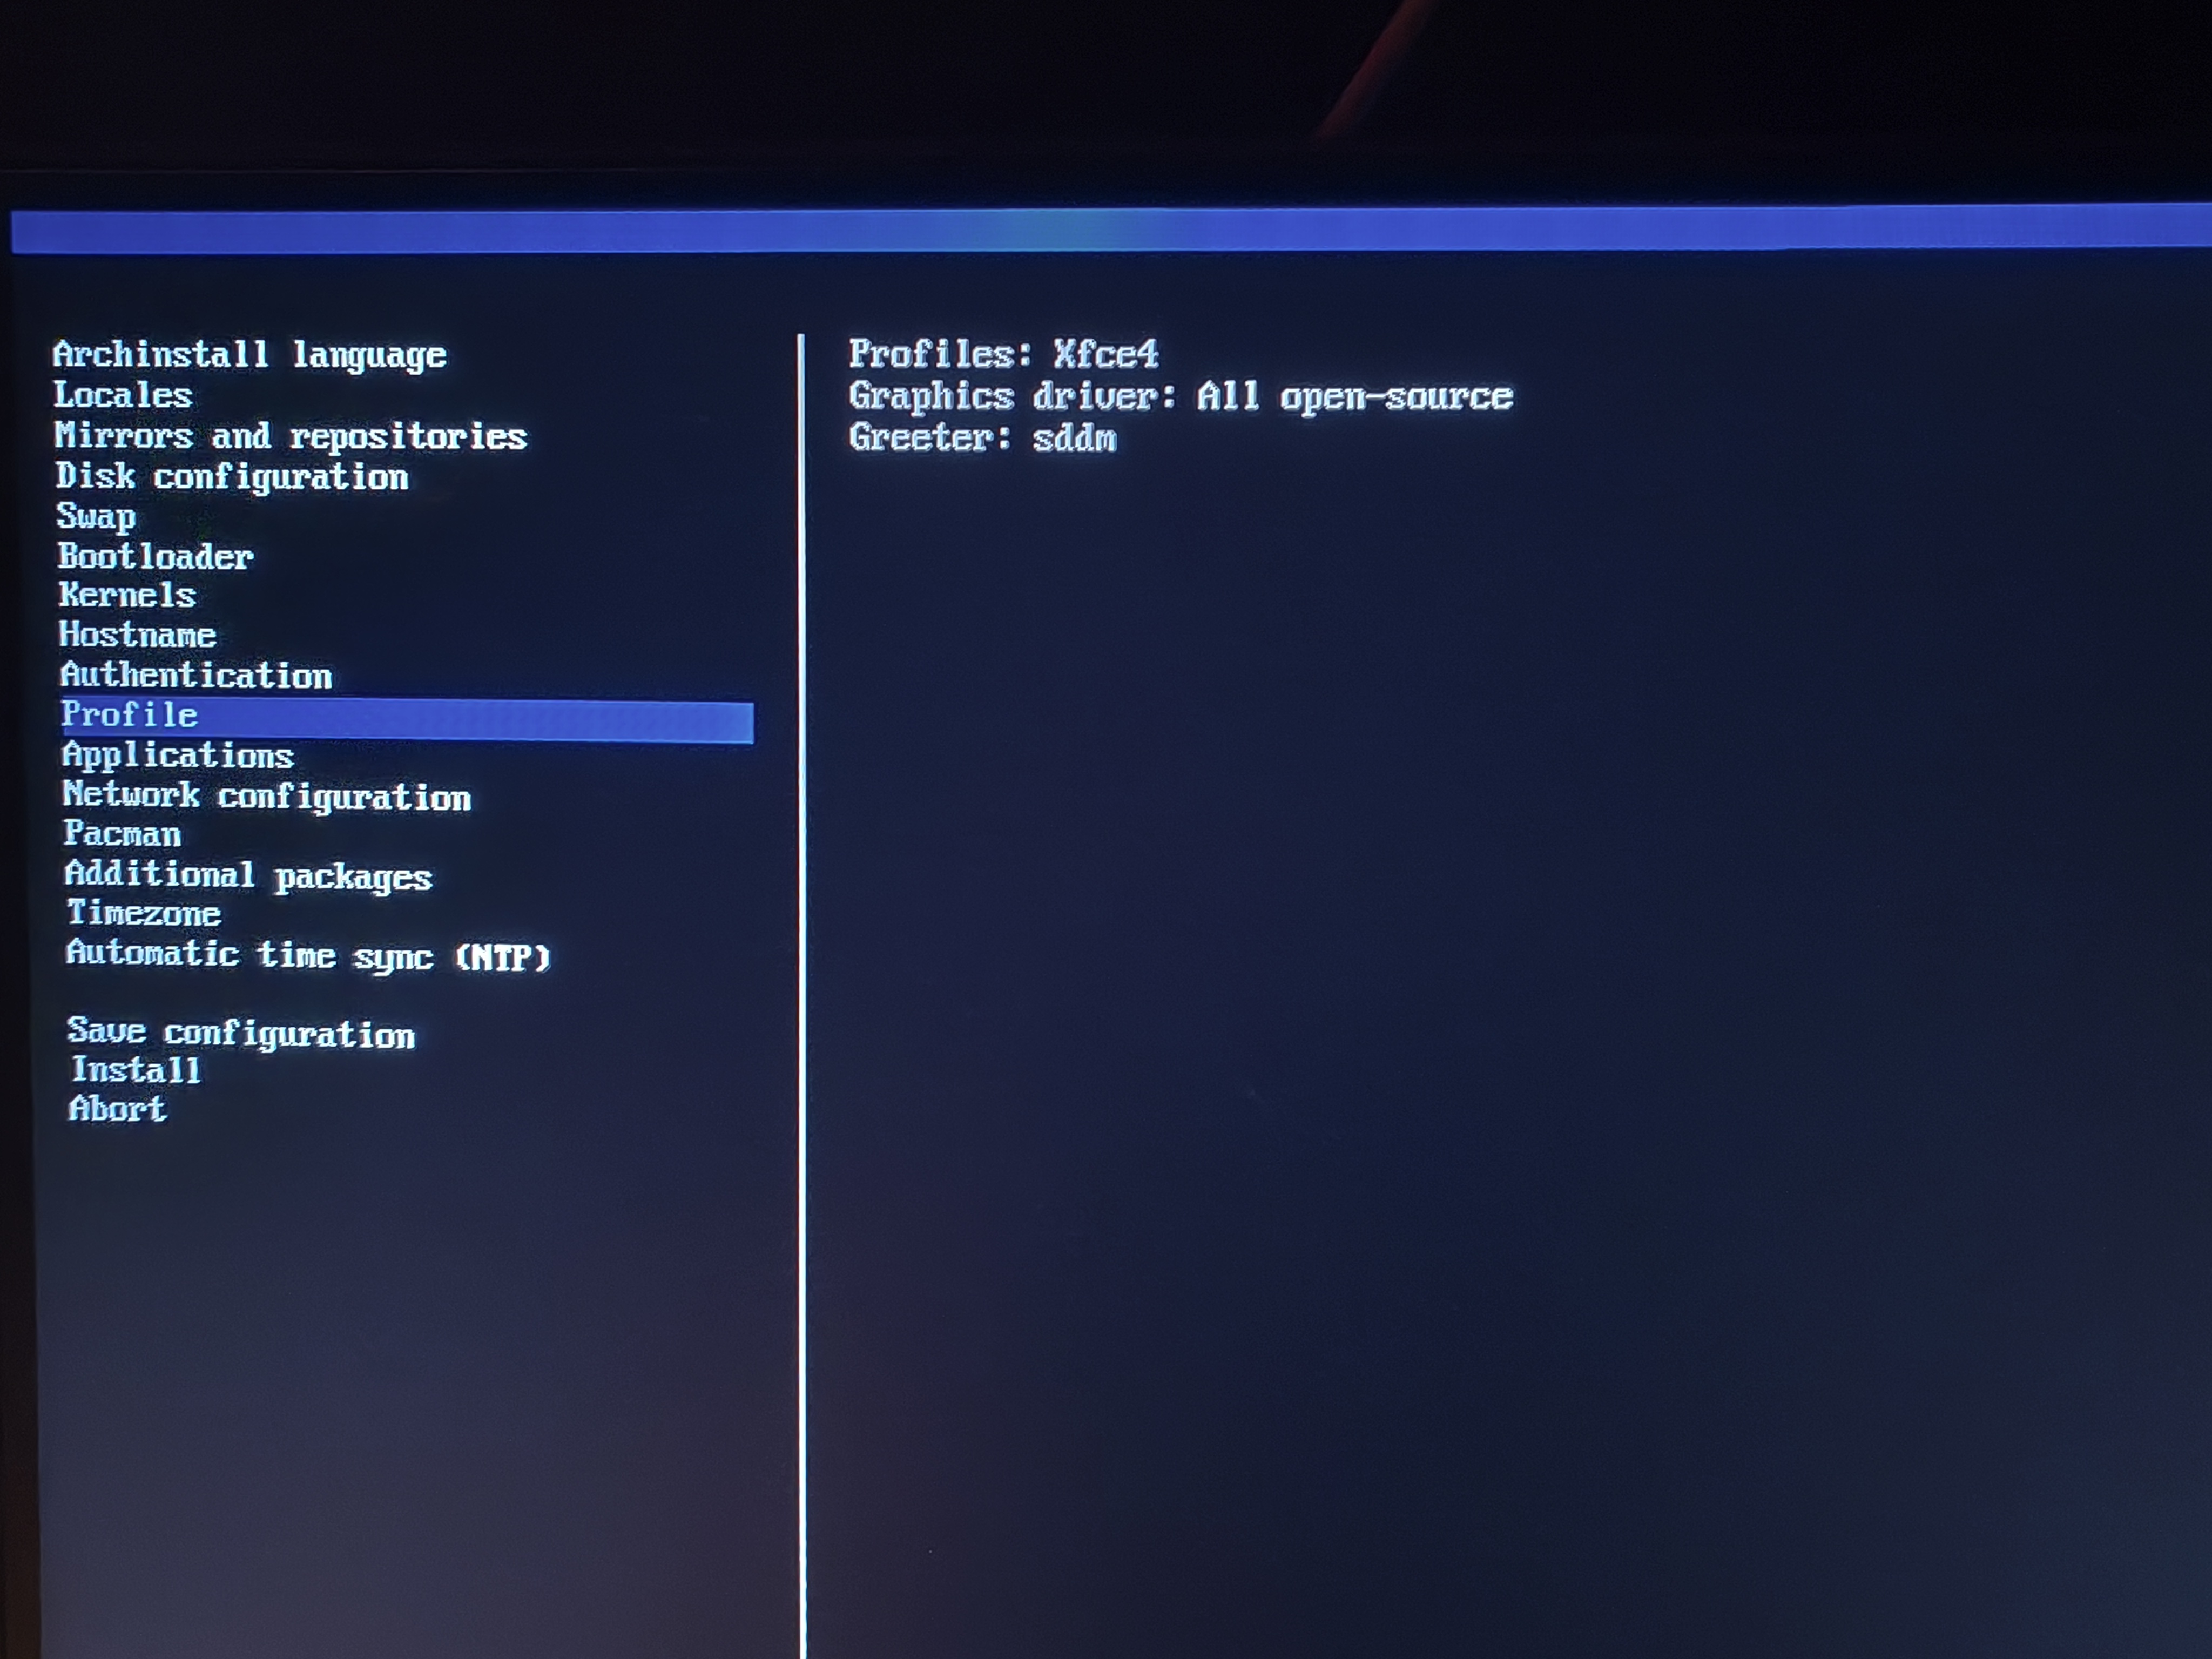 Archinstall language
Locales
Mirrors and repositories
Disk configuration
Swap
Bootloader
Kernels
Hostname
Authentication
Profile
Applications
Network configuration
Pacman
Additional packages
Timezone
Automatic time sync (NTP)
Save configuration
Install
Abort
Profiles: Xfce4
Graphics driver: All open-source
Greeter: sddm